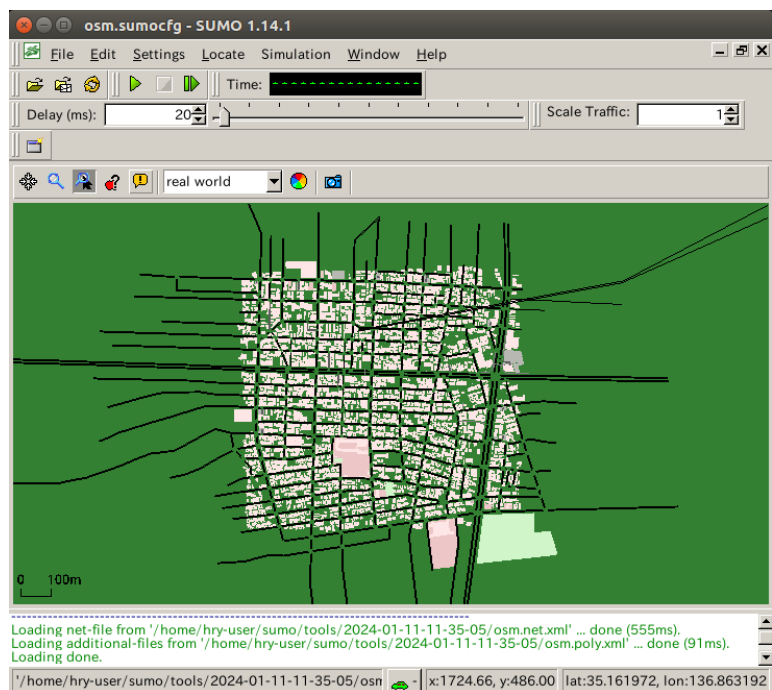 osm.sumocfg - SUMO 1.14.1
File Edit Settings Locate Simulation Window Help
Time:
Delay (ms): 20
Scale Traffic: 1
real world
0 100m
Loading net-file from '/home/hry-user/sumo/tools/2024-01-11-11-35-05/osm.net.xml' ... done (555ms).
Loading additional-files from '/home/hry-user/sumo/tools/2024-01-11-11-35-05/osm.poly.xml' ... done (91ms).
Loading done.
'/home/hry-user/sumo/tools/2024-01-11-11-35-05/osn - x:1724.66, y:486.00 lat:35.161972, lon:136.863192